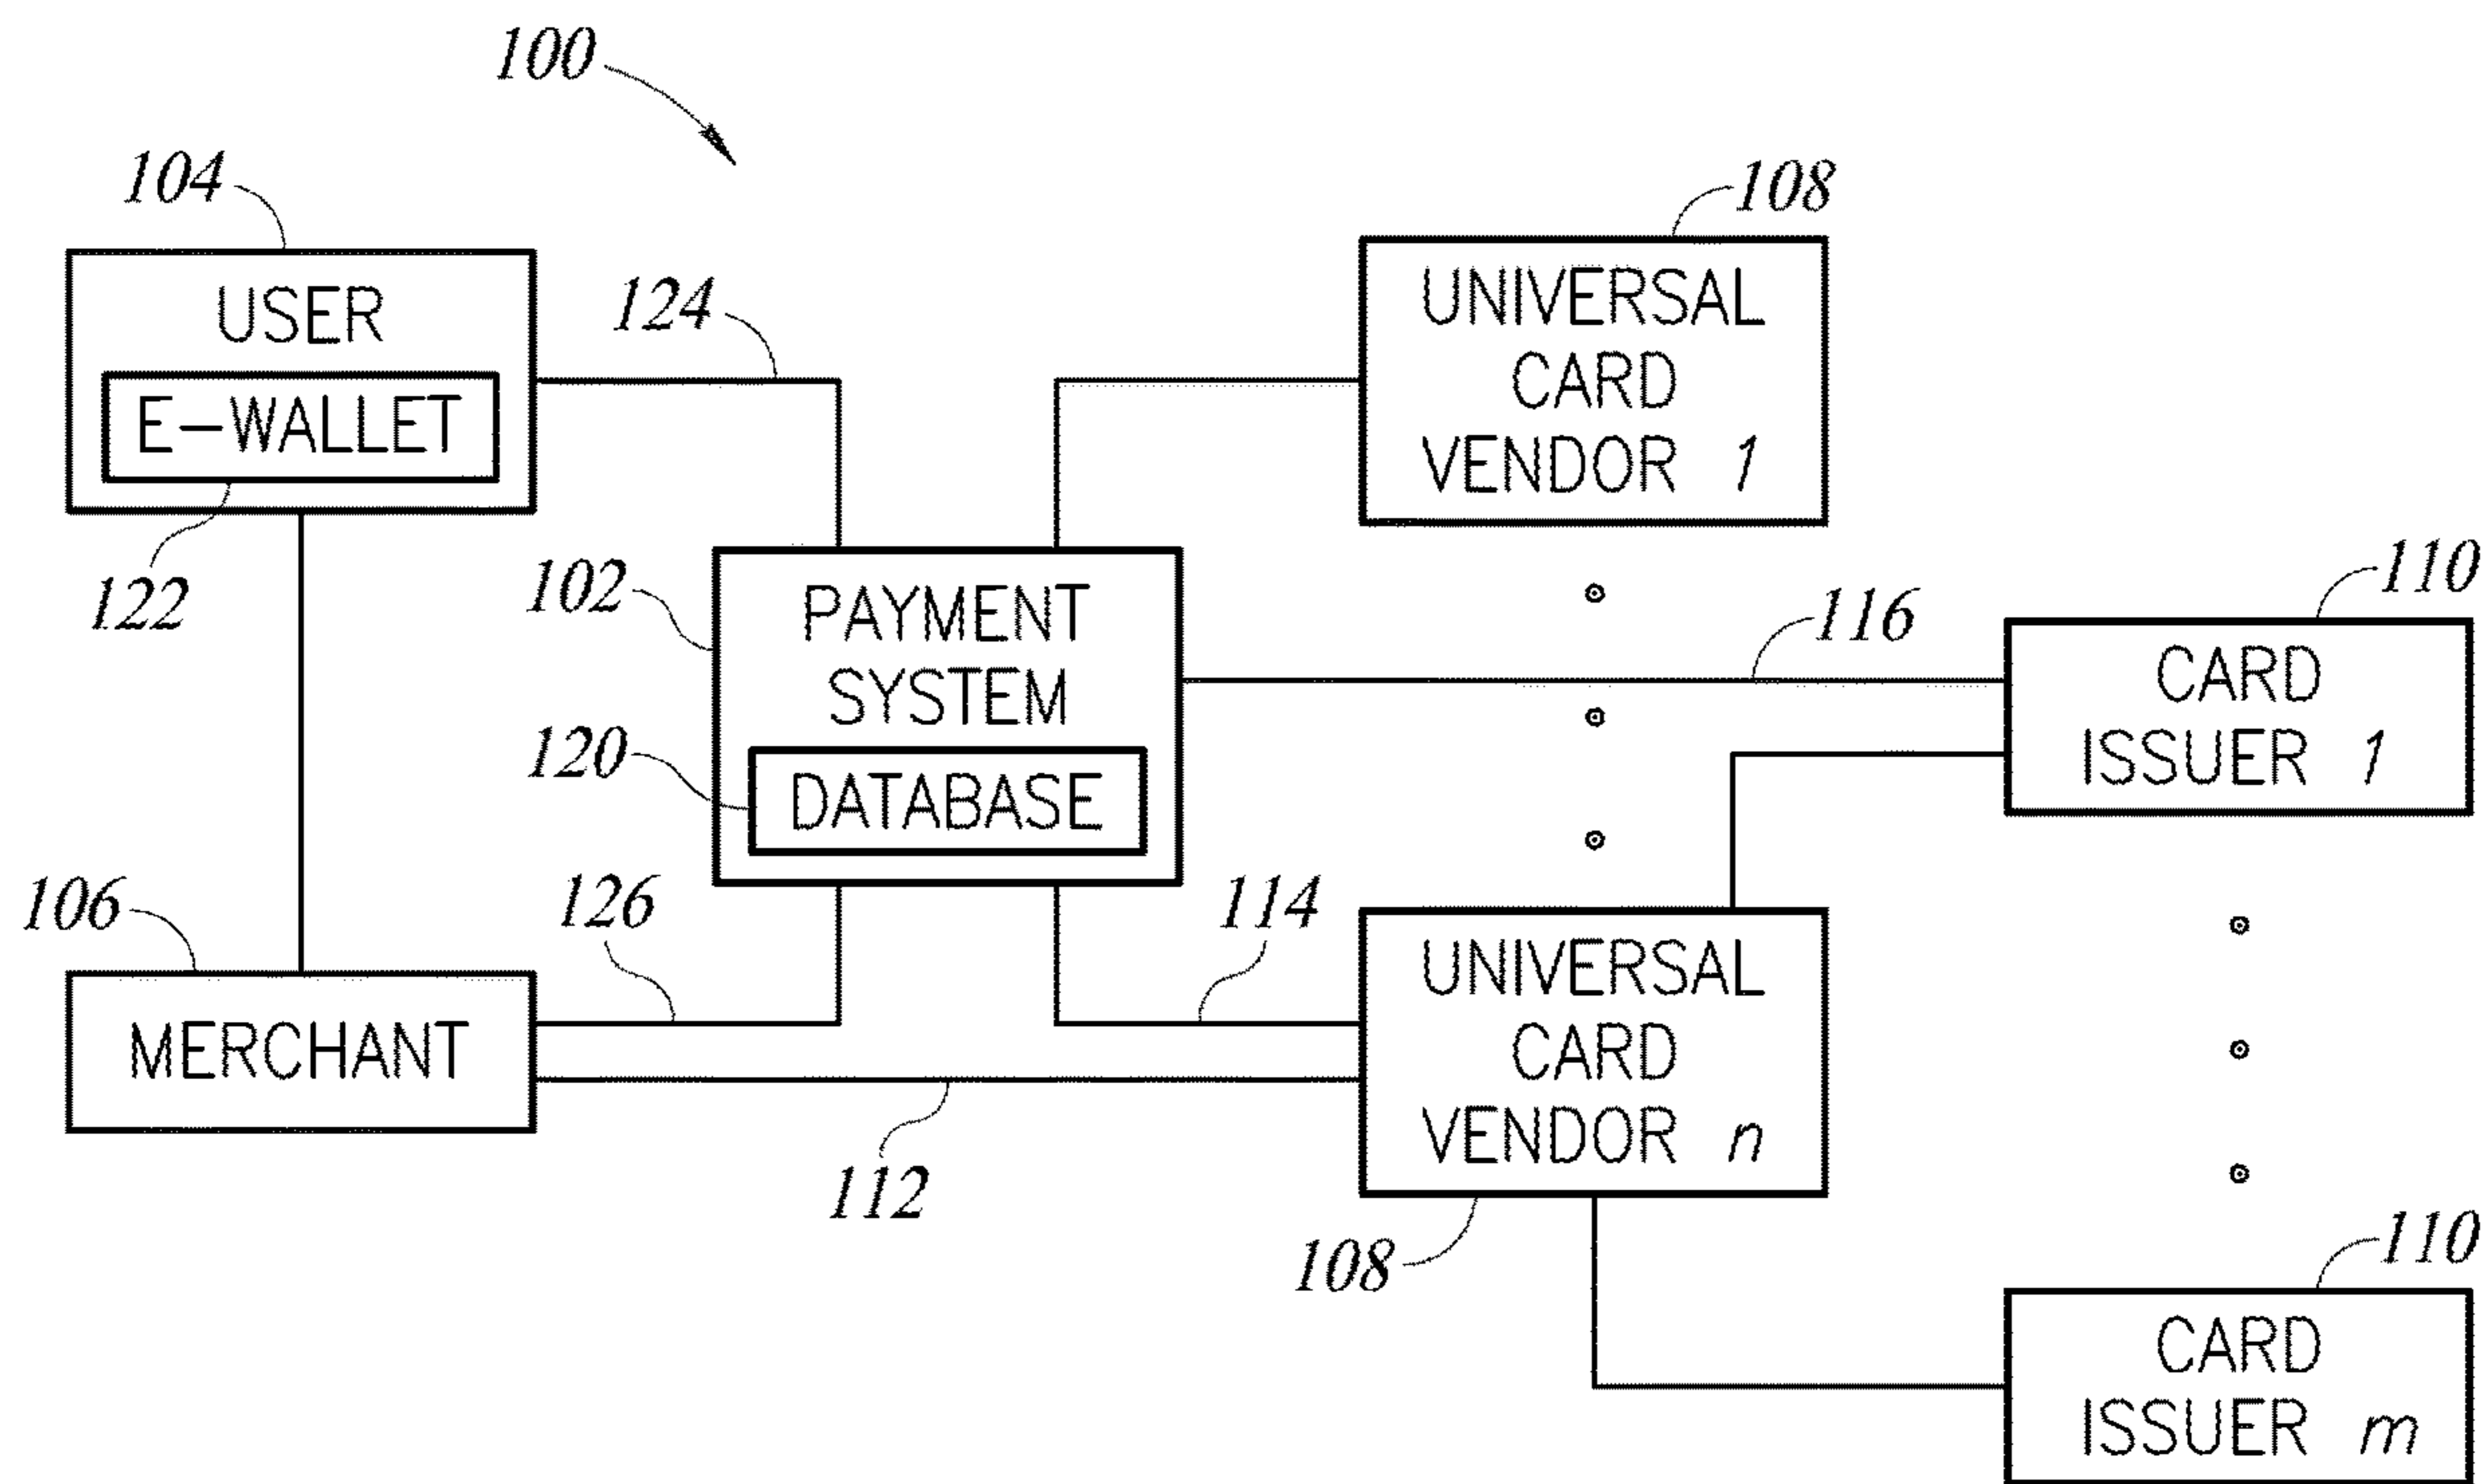 100
104
108
USER
E-WALLET
124
UNIVERSAL
CARD
VENDOR 1
122
102
PAYMENT
SYSTEM
120
DATABASE
116
110
CARD
ISSUER 1
106
MERCHANT
126
114
112
UNIVERSAL
CARD
VENDOR n
108
110
CARD
ISSUER m